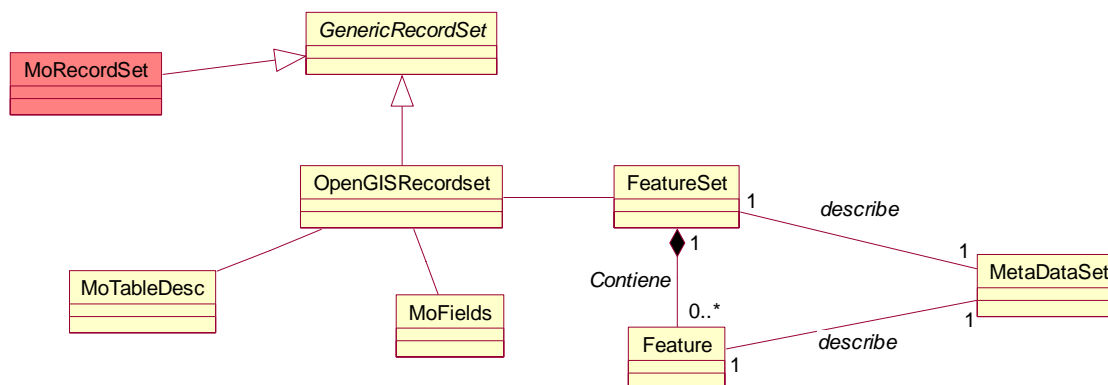 GenericRecordSet
MoRecordSet
OpenGISRecordset
FeatureSet
1
describe
1
1
MetaDataSet
Contiene
MoTableDesc
MoFields
0..*
1
describe
Feature
1